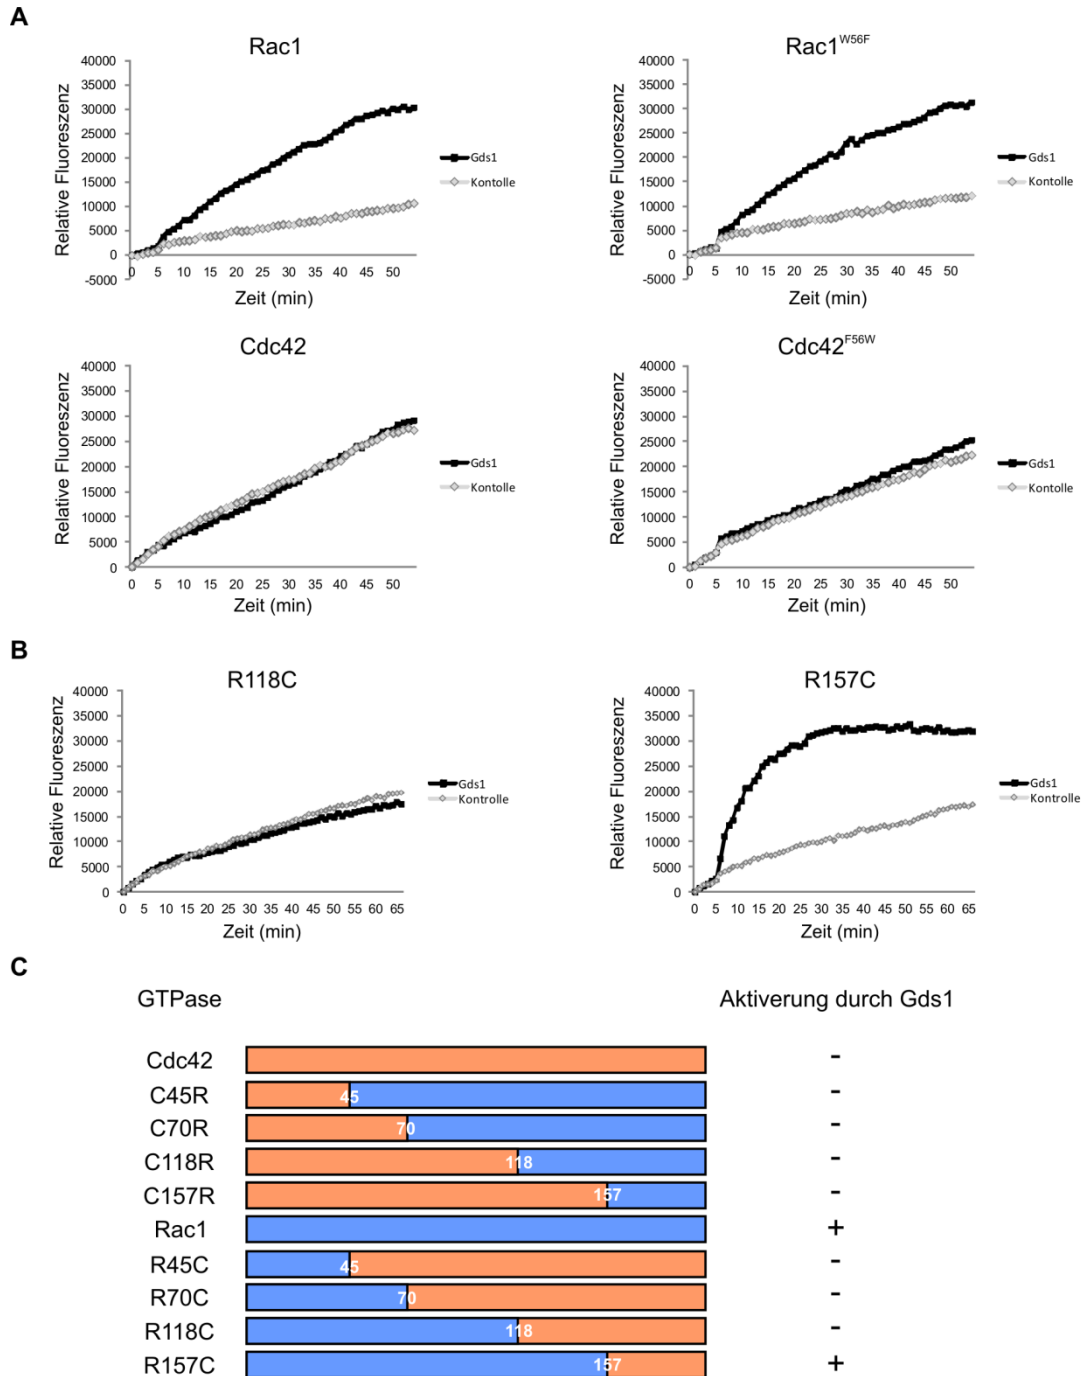 A
Rac1
40000
35000
30000
25000
20000
15000
10000
5000
0
-5000
Relative Fluoreszenz
0 5 10 15 20 25 30 35 40 45 50
Zeit (min)
Gds1
Kontolle
Rac1W56F
40000
35000
30000
25000
20000
15000
10000
5000
0
-5000
Relative Fluoreszenz
0 5 10 15 20 25 30 35 40 45 50
Zeit (min)
Gds1
Kontolle
Cdc42
40000
35000
30000
25000
20000
15000
10000
5000
0
Relative Fluoreszenz
0 5 10 15 20 25 30 35 40 45 50
Zeit (min)
Gds1
Kontolle
Cdc42F56W
40000
35000
30000
25000
20000
15000
10000
5000
0
Relative Fluoreszenz
0 5 10 15 20 25 30 35 40 45 50
Zeit (min)
Gds1
Kontolle
B
R118C
40000
35000
30000
25000
20000
15000
10000
5000
0
Relative Fluoreszenz
0 5 10 15 20 25 30 35 40 45 50 55 60 65
Zeit (min)
Gds1
Kontrolle
R157C
40000
35000
30000
25000
20000
15000
10000
5000
0
Relative Fluoreszenz
0 5 10 15 20 25 30 35 40 45 50 55 60 65
Zeit (min)
Gds1
Kontrolle
C
GTPase Aktiverung durch Gds1
Cdc42 -
C45R 45 -
C70R 70 -
C118R 118 -
C157R 157 -
Rac1 +
R45C 45 -
R70C 70 -
R118C 118 -
R157C 157 +